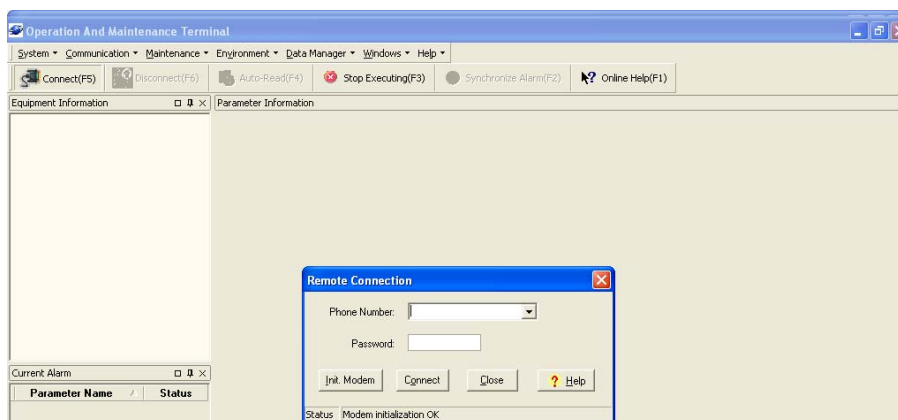 Operation And Maintenance Terminal
System Communication Maintenance Environment Data Manager Windows Help
Connect(F5) Disconnect(F6) Auto-Read(F4) Stop Executing(F3) Synchronize Alarm(F2) Online Help(F1)
Equipment Information Parameter Information
Remote Connection
Phone Number:
Password:
Init. Modem Connect Close Help
Status Modem initialization OK
Current Alarm
Parameter Name Status